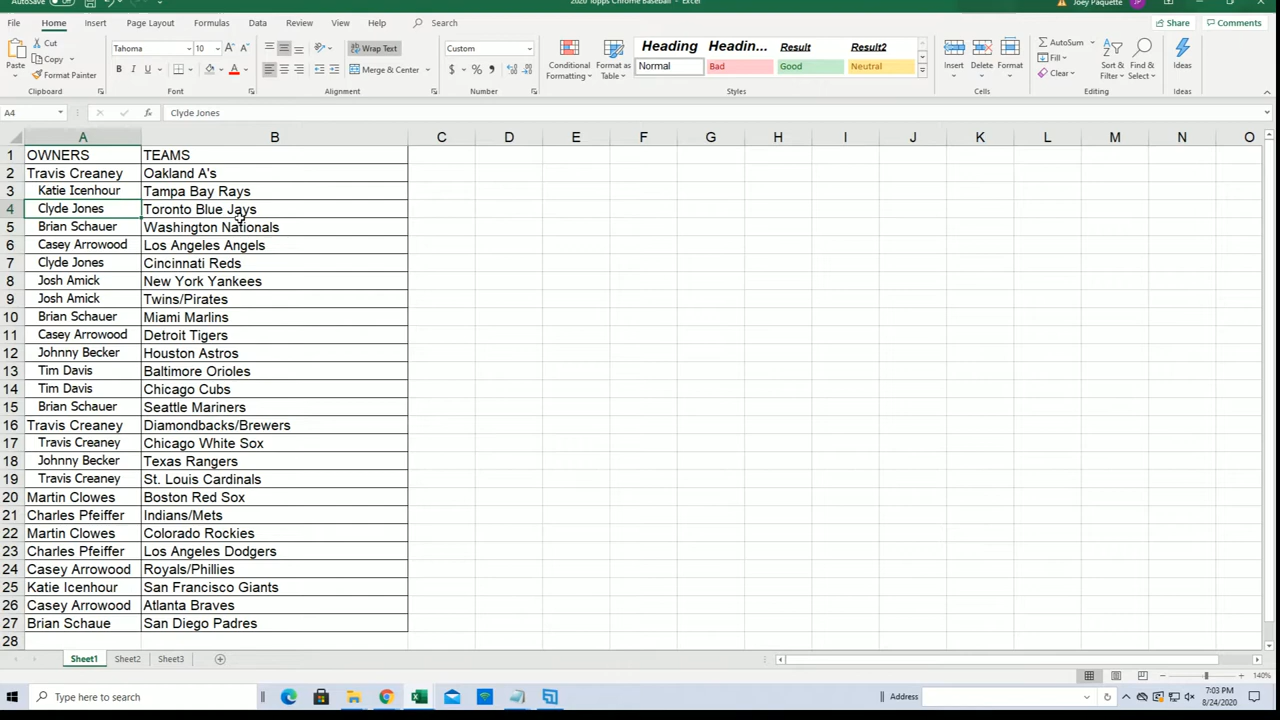 AutoSave Off 2020 Topps Chrome Baseball - Excel Joey Paquette JP
File Home Insert Page Layout Formulas Data Review View Help Search Share Comments
Paste Cut Copy Format Painter Clipboard
Tahoma 10 B I U A Font
Wrap Text Merge & Center Alignment
Custom $ % , Number
Conditional Formatting Format as Table
Heading Headin... Result Result2
Normal Bad Good Neutral Styles
Insert Delete Format Cells
AutoSum Fill Clear Sort & Filter Find & Select Editing
Ideas Ideas
A4 fx Clyde Jones
A B C D E F G H I J K L M N O
1 OWNERS TEAMS
2 Travis Creaney Oakland A's
3 Katie Icenhour Tampa Bay Rays
4 Clyde Jones Toronto Blue Jays
5 Brian Schauer Washington Nationals
6 Casey Arrowood Los Angeles Angels
7 Clyde Jones Cincinnati Reds
8 Josh Amick New York Yankees
9 Josh Amick Twins/Pirates
10 Brian Schauer Miami Marlins
11 Casey Arrowood Detroit Tigers
12 Johnny Becker Houston Astros
13 Tim Davis Baltimore Orioles
14 Tim Davis Chicago Cubs
15 Brian Schauer Seattle Mariners
16 Travis Creaney Diamondbacks/Brewers
17 Travis Creaney Chicago White Sox
18 Johnny Becker Texas Rangers
19 Travis Creaney St. Louis Cardinals
20 Martin Clowes Boston Red Sox
21 Charles Pfeiffer Indians/Mets
22 Martin Clowes Colorado Rockies
23 Charles Pfeiffer Los Angeles Dodgers
24 Casey Arrowood Royals/Phillies
25 Katie Icenhour San Francisco Giants
26 Casey Arrowood Atlanta Braves
27 Brian Schaue San Diego Padres
28
Sheet1 Sheet2 Sheet3
140%
Type here to search Address 7:03 PM
8/24/2020